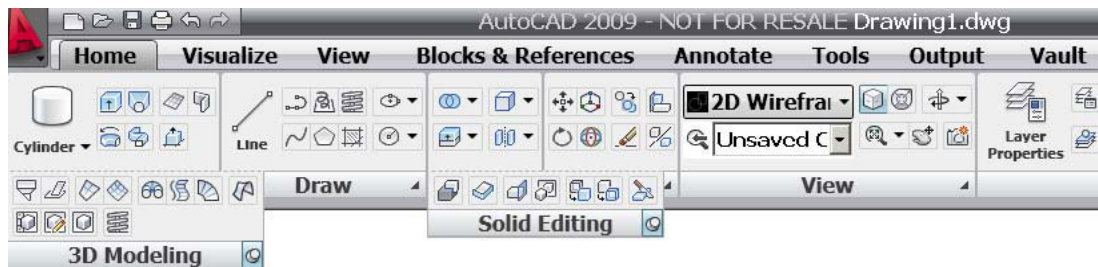 AutoCAD 2009 - NOT FOR RESALE Drawing1.dwg
Home Visualize View Blocks & References Annotate Tools Output Vault
2D Wirefra
Cylinder Line Unsaved C Layer
Properties
Draw View
Solid Editing
3D Modeling